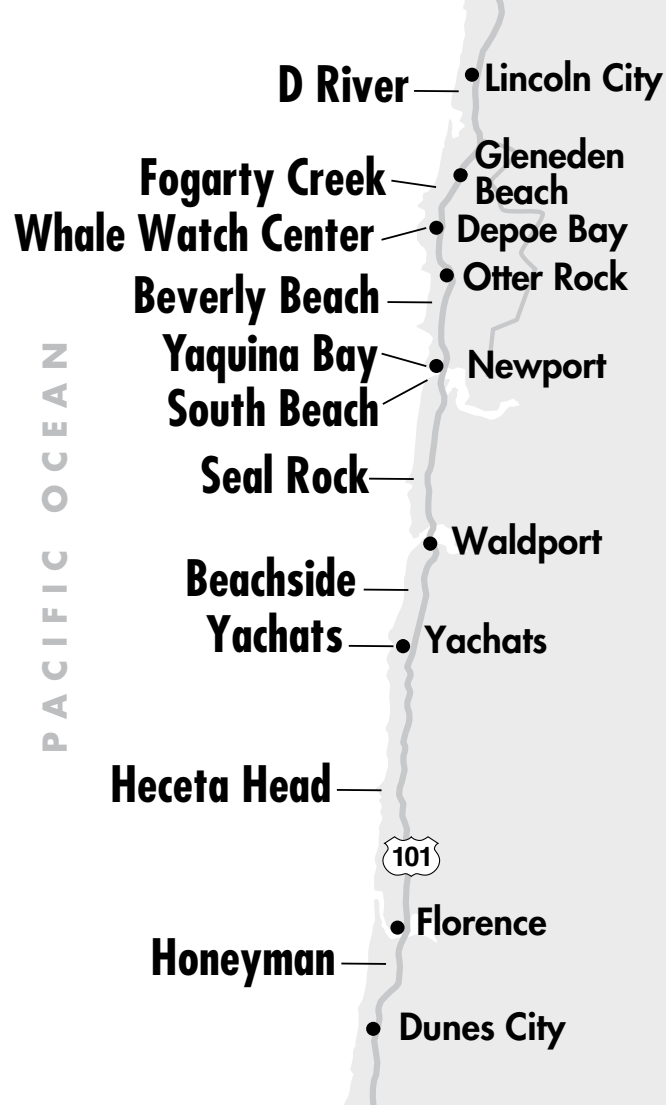 D River
Lincoln City
Gleneden
Beach
Fogarty Creek
Whale Watch Center
Depoe Bay
Otter Rock
Beverly Beach
Yaquina Bay
Newport
South Beach
PACIFIC OCEAN
Seal Rock
Waldport
Beachside
Yachats
Yachats
Heceta Head
101
Florence
Honeyman
Dunes City